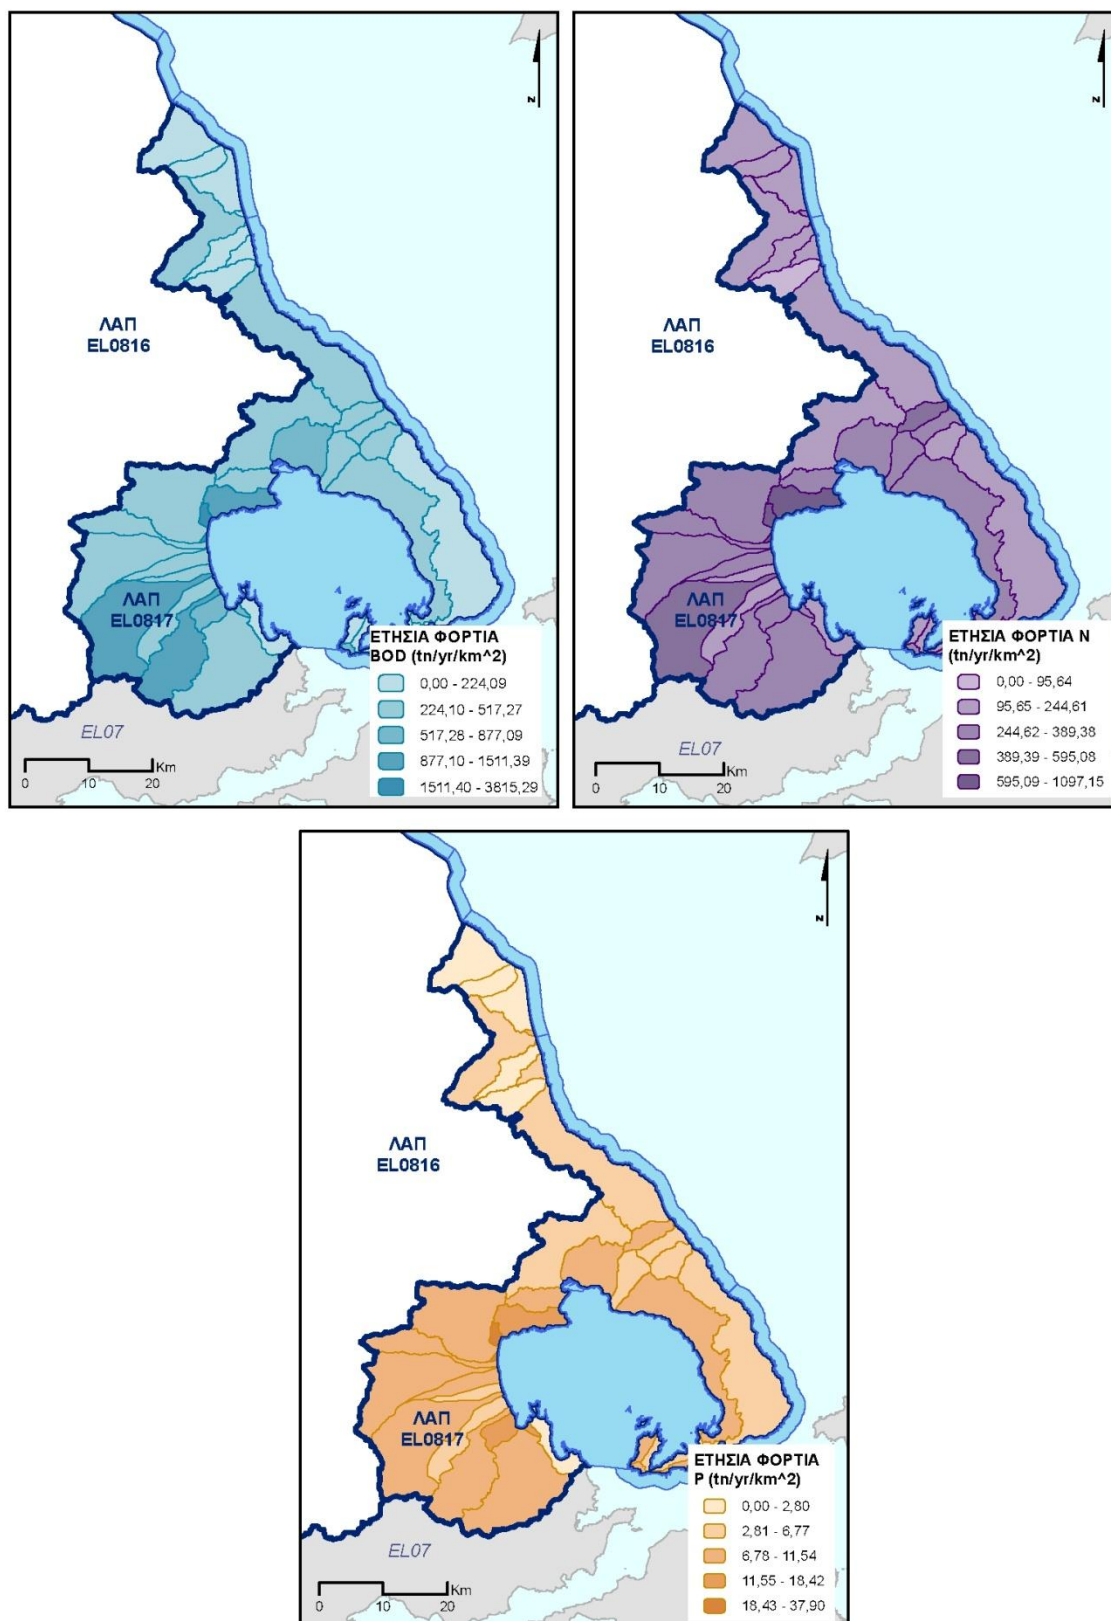 N
ΛΑΠ
EL0816
ΛΑΠ
EL0817
EL07
0 10 20 Km
ΕΤΗΣΙΑ ΦΟΡΤΙΑ
BOD (tn/yr/km^2)
0,00 - 224,09
224,10 - 517,27
517,28 - 877,09
877,10 - 1511,39
1511,40 - 3815,29
N
ΛΑΠ
EL0816
ΛΑΠ
EL0817
EL07
0 10 20 Km
ΕΤΗΣΙΑ ΦΟΡΤΙΑ N
(tn/yr/km^2)
0,00 - 95,64
95,65 - 244,61
244,62 - 389,38
389,39 - 595,08
595,09 - 1097,15
N
ΛΑΠ
EL0816
ΛΑΠ
EL0817
EL07
0 10 20 Km
ΕΤΗΣΙΑ ΦΟΡΤΙΑ
P (tn/yr/km^2)
0,00 - 2,80
2,81 - 6,77
6,78 - 11,54
11,55 - 18,42
18,43 - 37,90